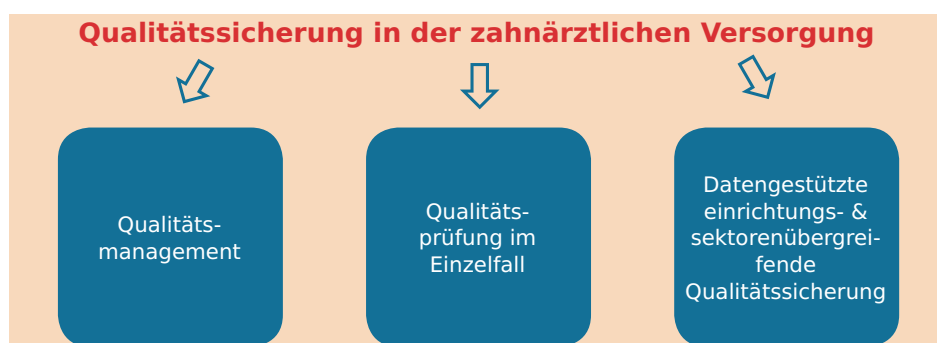 Qualitätssicherung in der zahnärztlichen Versorgung
Qualitäts-
management
Qualitäts-
prüfung im
Einzelfall
Datengestützte
einrichtungs- &
sektorenübergrei-
fende
Qualitätssicherung